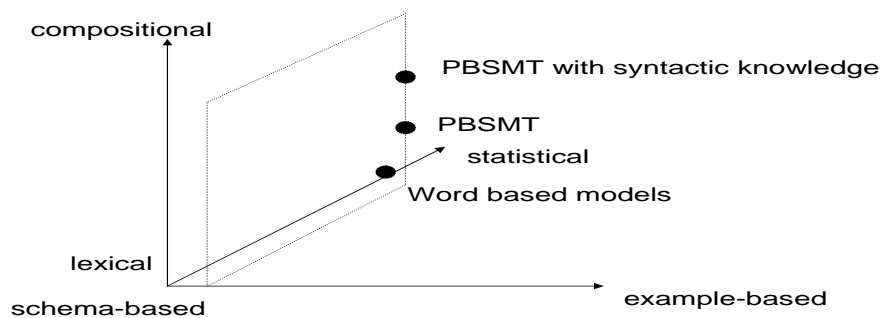 compositional
PBSMT with syntactic knowledge
PBSMT
statistical
Word based models
lexical
schema-based
example-based